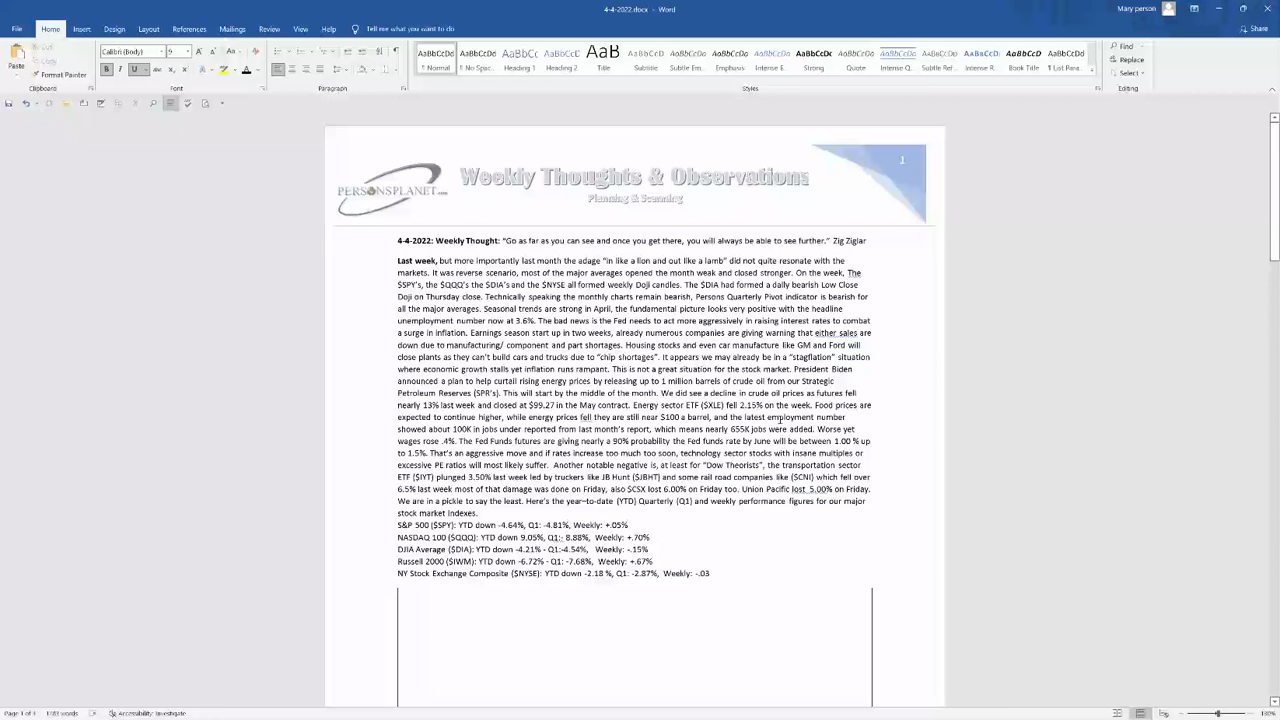 4-4-2022.docx - Word
Mary person
File Home Insert Design Layout References Mailings Review View Help Tell me what you want to do
Share
Paste
Cut
Copy
Format Painter
Clipboard
Calibri (Body) 9
Font
Paragraph
AaBbCcDc AaBbCcDc AaBbCc AaBbCcC AaB AaBbCcD AaBbCcDc AaBbCcDc AaBbCcDc AaBbCcDc AaBbCcDc AaBbCcDc AaBbCcDc AaBbCcDc AaBbCcDc AaBbCcDc
¶ Normal ¶ No Spac... Heading 1 Heading 2 Title Subtitle Subtle Em... Emphasis Intense E... Strong Quote Intense Q... Subtle Ref... Intense R... Book Title ¶ List Para...
Styles
Find
Replace
Select
Editing
PERSONSPLANET.com
Weekly Thoughts & Observations
Planning & Scanning
1
4-4-2022: Weekly Thought: “Go as far as you can see and once you get there, you will always be able to see further.” Zig Ziglar
Last week, but more importantly last month the adage “in like a lion and out like a lamb” did not quite resonate with the
markets. It was reverse scenario, most of the major averages opened the month weak and closed stronger. On the week, The
$SPY’s, the $QQQ’s the $DIA’s and the $NYSE all formed weekly Doji candles. The $DIA had formed a daily bearish Low Close
Doji on Thursday close. Technically speaking the monthly charts remain bearish, Persons Quarterly Pivot indicator is bearish for
all the major averages. Seasonal trends are strong in April, the fundamental picture looks very positive with the headline
unemployment number now at 3.6%. The bad news is the Fed needs to act more aggressively in raising interest rates to combat
a surge in inflation. Earnings season start up in two weeks, already numerous companies are giving warning that either sales are
down due to manufacturing/ component and part shortages. Housing stocks and even car manufacture like GM and Ford will
close plants as they can’t build cars and trucks due to “chip shortages”. It appears we may already be in a “stagflation” situation
where economic growth stalls yet inflation runs rampant. This is not a great situation for the stock market. President Biden
announced a plan to help curtail rising energy prices by releasing up to 1 million barrels of crude oil from our Strategic
Petroleum Reserves (SPR’s). This will start by the middle of the month. We did see a decline in crude oil prices as futures fell
nearly 13% last week and closed at $99.27 in the May contract. Energy sector ETF ($XLE) fell 2.15% on the week. Food prices are
expected to continue higher, while energy prices fell they are still near $100 a barrel, and the latest employment number
showed about 100K in jobs under reported from last month’s report, which means nearly 655K jobs were added. Worse yet
wages rose .4%. The Fed Funds futures are giving nearly a 90% probability the Fed funds rate by June will be between 1.00 % up
to 1.5%. That’s an aggressive move and if rates increase too much too soon, technology sector stocks with insane multiples or
excessive PE ratios will most likely suffer. Another notable negative is, at least for “Dow Theorists”, the transportation sector
ETF ($IYT) plunged 3.50% last week led by truckers like JB Hunt ($JBHT) and some rail road companies like ($CNI) which fell over
6.5% last week most of that damage was done on Friday, also $CSX lost 6.00% on Friday too. Union Pacific lost 5.00% on Friday.
We are in a pickle to say the least. Here’s the year–to-date (YTD) Quarterly (Q1) and weekly performance figures for our major
stock market Indexes.
S&P 500 ($SPY): YTD down -4.64%, Q1: -4.81%, Weekly: +.05%
NASDAQ 100 ($QQQ): YTD down 9.05%, Q1:- 8.88%, Weekly: +.70%
DJIA Average ($DIA): YTD down -4.21% - Q1:-4.54%, Weekly: -.15%
Russell 2000 ($IWM): YTD down -6.72% - Q1: -7.68%, Weekly: +.67%
NY Stock Exchange Composite ($NYSE): YTD down -2.18 %, Q1: -2.87%, Weekly: -.03
Page 1 of 3 1783 words Accessibility: Investigate
130%